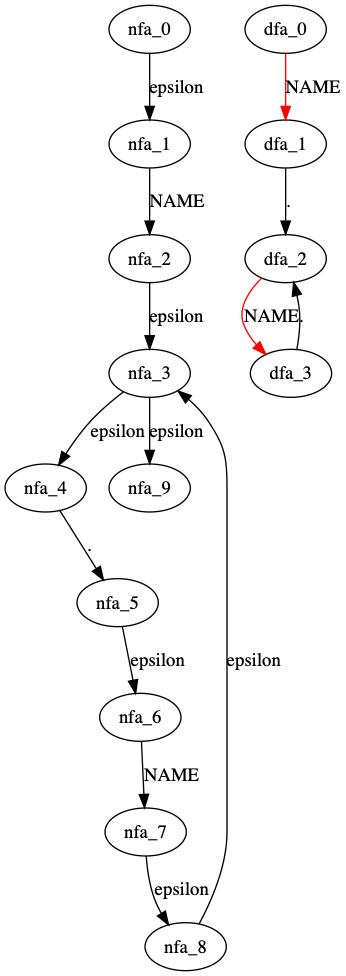 nfa_0
dfa_0
epsilon
NAME
nfa_1
dfa_1
NAME
.
nfa_2
dfa_2
epsilon
NAME
.
nfa_3
dfa_3
epsilon
epsilon
nfa_4
nfa_9
.
nfa_5
epsilon
epsilon
nfa_6
NAME
nfa_7
epsilon
nfa_8